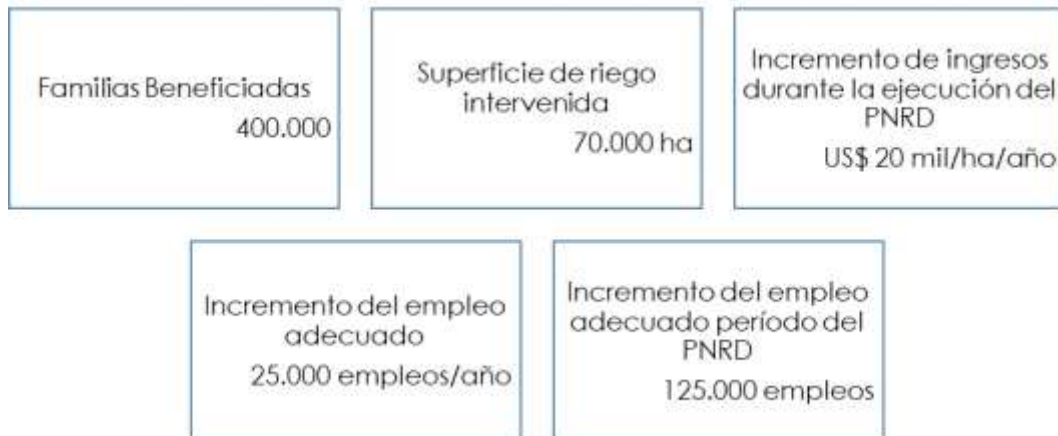 Familias Beneficiadas
400.000
Superficie de riego
intervenida
70.000 ha
Incremento de ingresos
durante la ejecución del
PNRD
US$ 20 mil/ha/año
Incremento del empleo
adecuado
25.000 empleos/año
Incremento del empleo
adecuado período del
PNRD
125.000 empleos